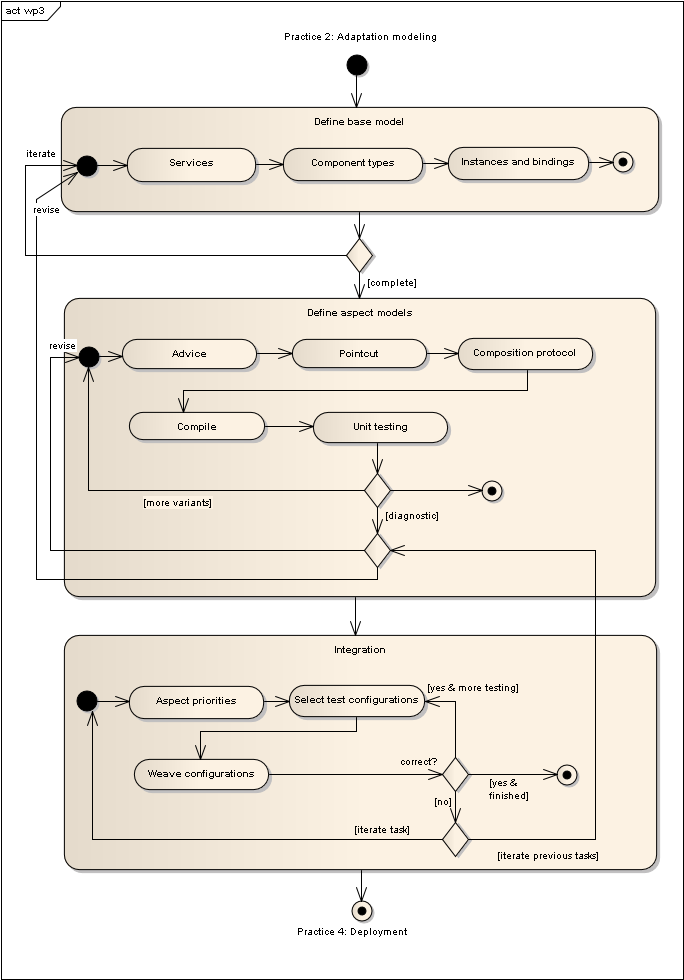 act wp3
Practice 2: Adaptation modeling
Define base model
iterate
Services
Component types
Instances and bindings
revise
[complete]
Define aspect models
revise
Advice
Pointcut
Composition protocol
Compile
Unit testing
[more variants]
[diagnostic]
Integration
[yes & more testing]
Aspect priorities
Select test configurations
correct?
Weave configurations
[yes &
finished]
[no]
[iterate task]
[iterate previous tasks]
Practice 4: Deployment